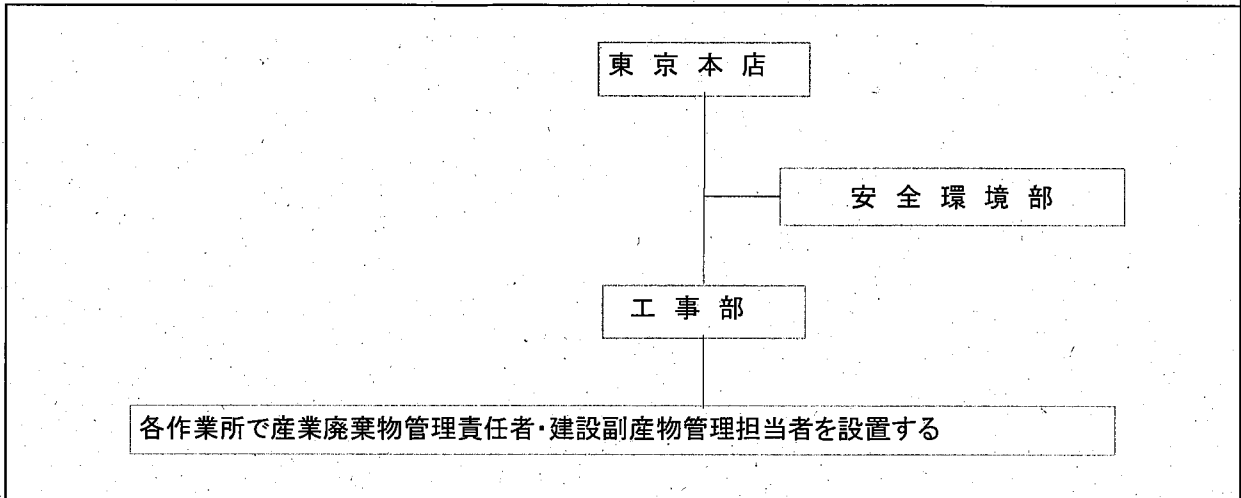 東京本店
安全環境部
工事部
各作業所で産業廃棄物管理責任者・建設副産物管理担当者を設置する